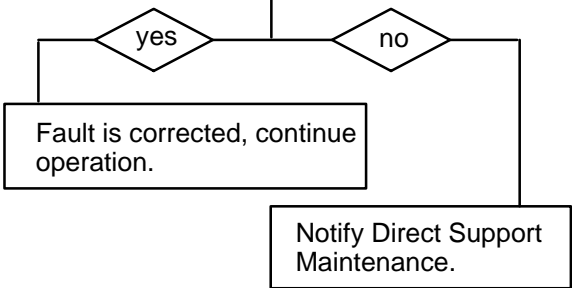 yes
no
Fault is corrected, continue
operation.
Notify Direct Support
Maintenance.